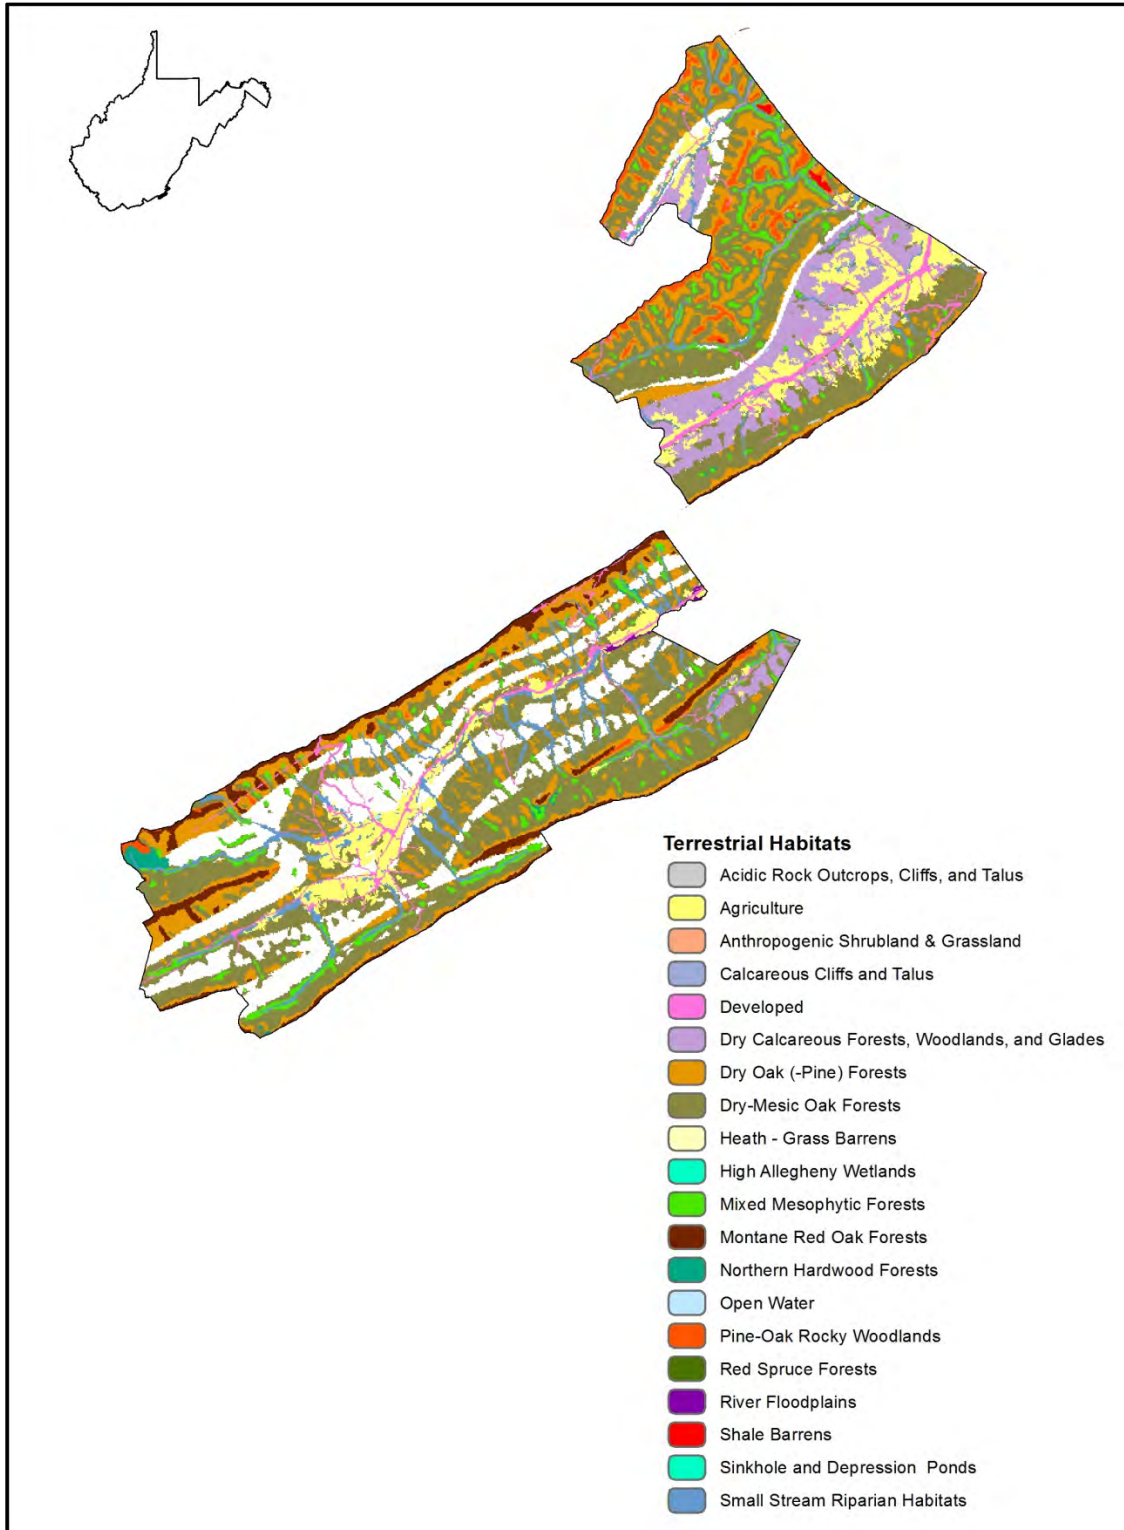 Terrestrial Habitats
Acidic Rock Outcrops, Cliffs, and Talus
Agriculture
Anthropogenic Shrubland & Grassland
Calcareous Cliffs and Talus
Developed
Dry Calcareous Forests, Woodlands, and Glades
Dry Oak (-Pine) Forests
Dry-Mesic Oak Forests
Heath - Grass Barrens
High Allegheny Wetlands
Mixed Mesophytic Forests
Montane Red Oak Forests
Northern Hardwood Forests
Open Water
Pine-Oak Rocky Woodlands
Red Spruce Forests
River Floodplains
Shale Barrens
Sinkhole and Depression  Ponds
Small Stream Riparian Habitats